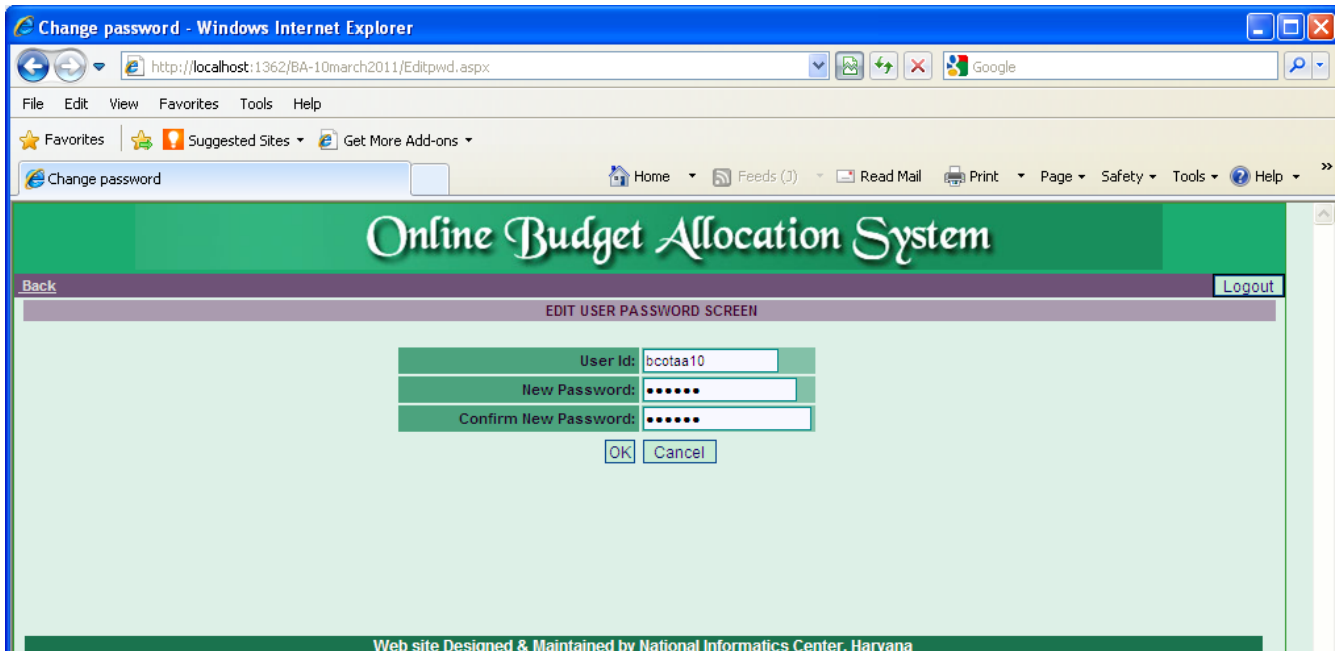 Change password - Windows Internet Explorer
http://localhost:1362/BA-10march2011/Editpwd.aspx
Google
File Edit View Favorites Tools Help
Favorites Suggested Sites Get More Add-ons
Change password Home Feeds (J) Read Mail Print Page Safety Tools Help »
Online Budget Allocation System
Back Logout
EDIT USER PASSWORD SCREEN
User Id: bcotaa10
New Password: ••••••
Confirm New Password: ••••••
OK Cancel
Web site Designed & Maintained by National Informatics Center, Haryana